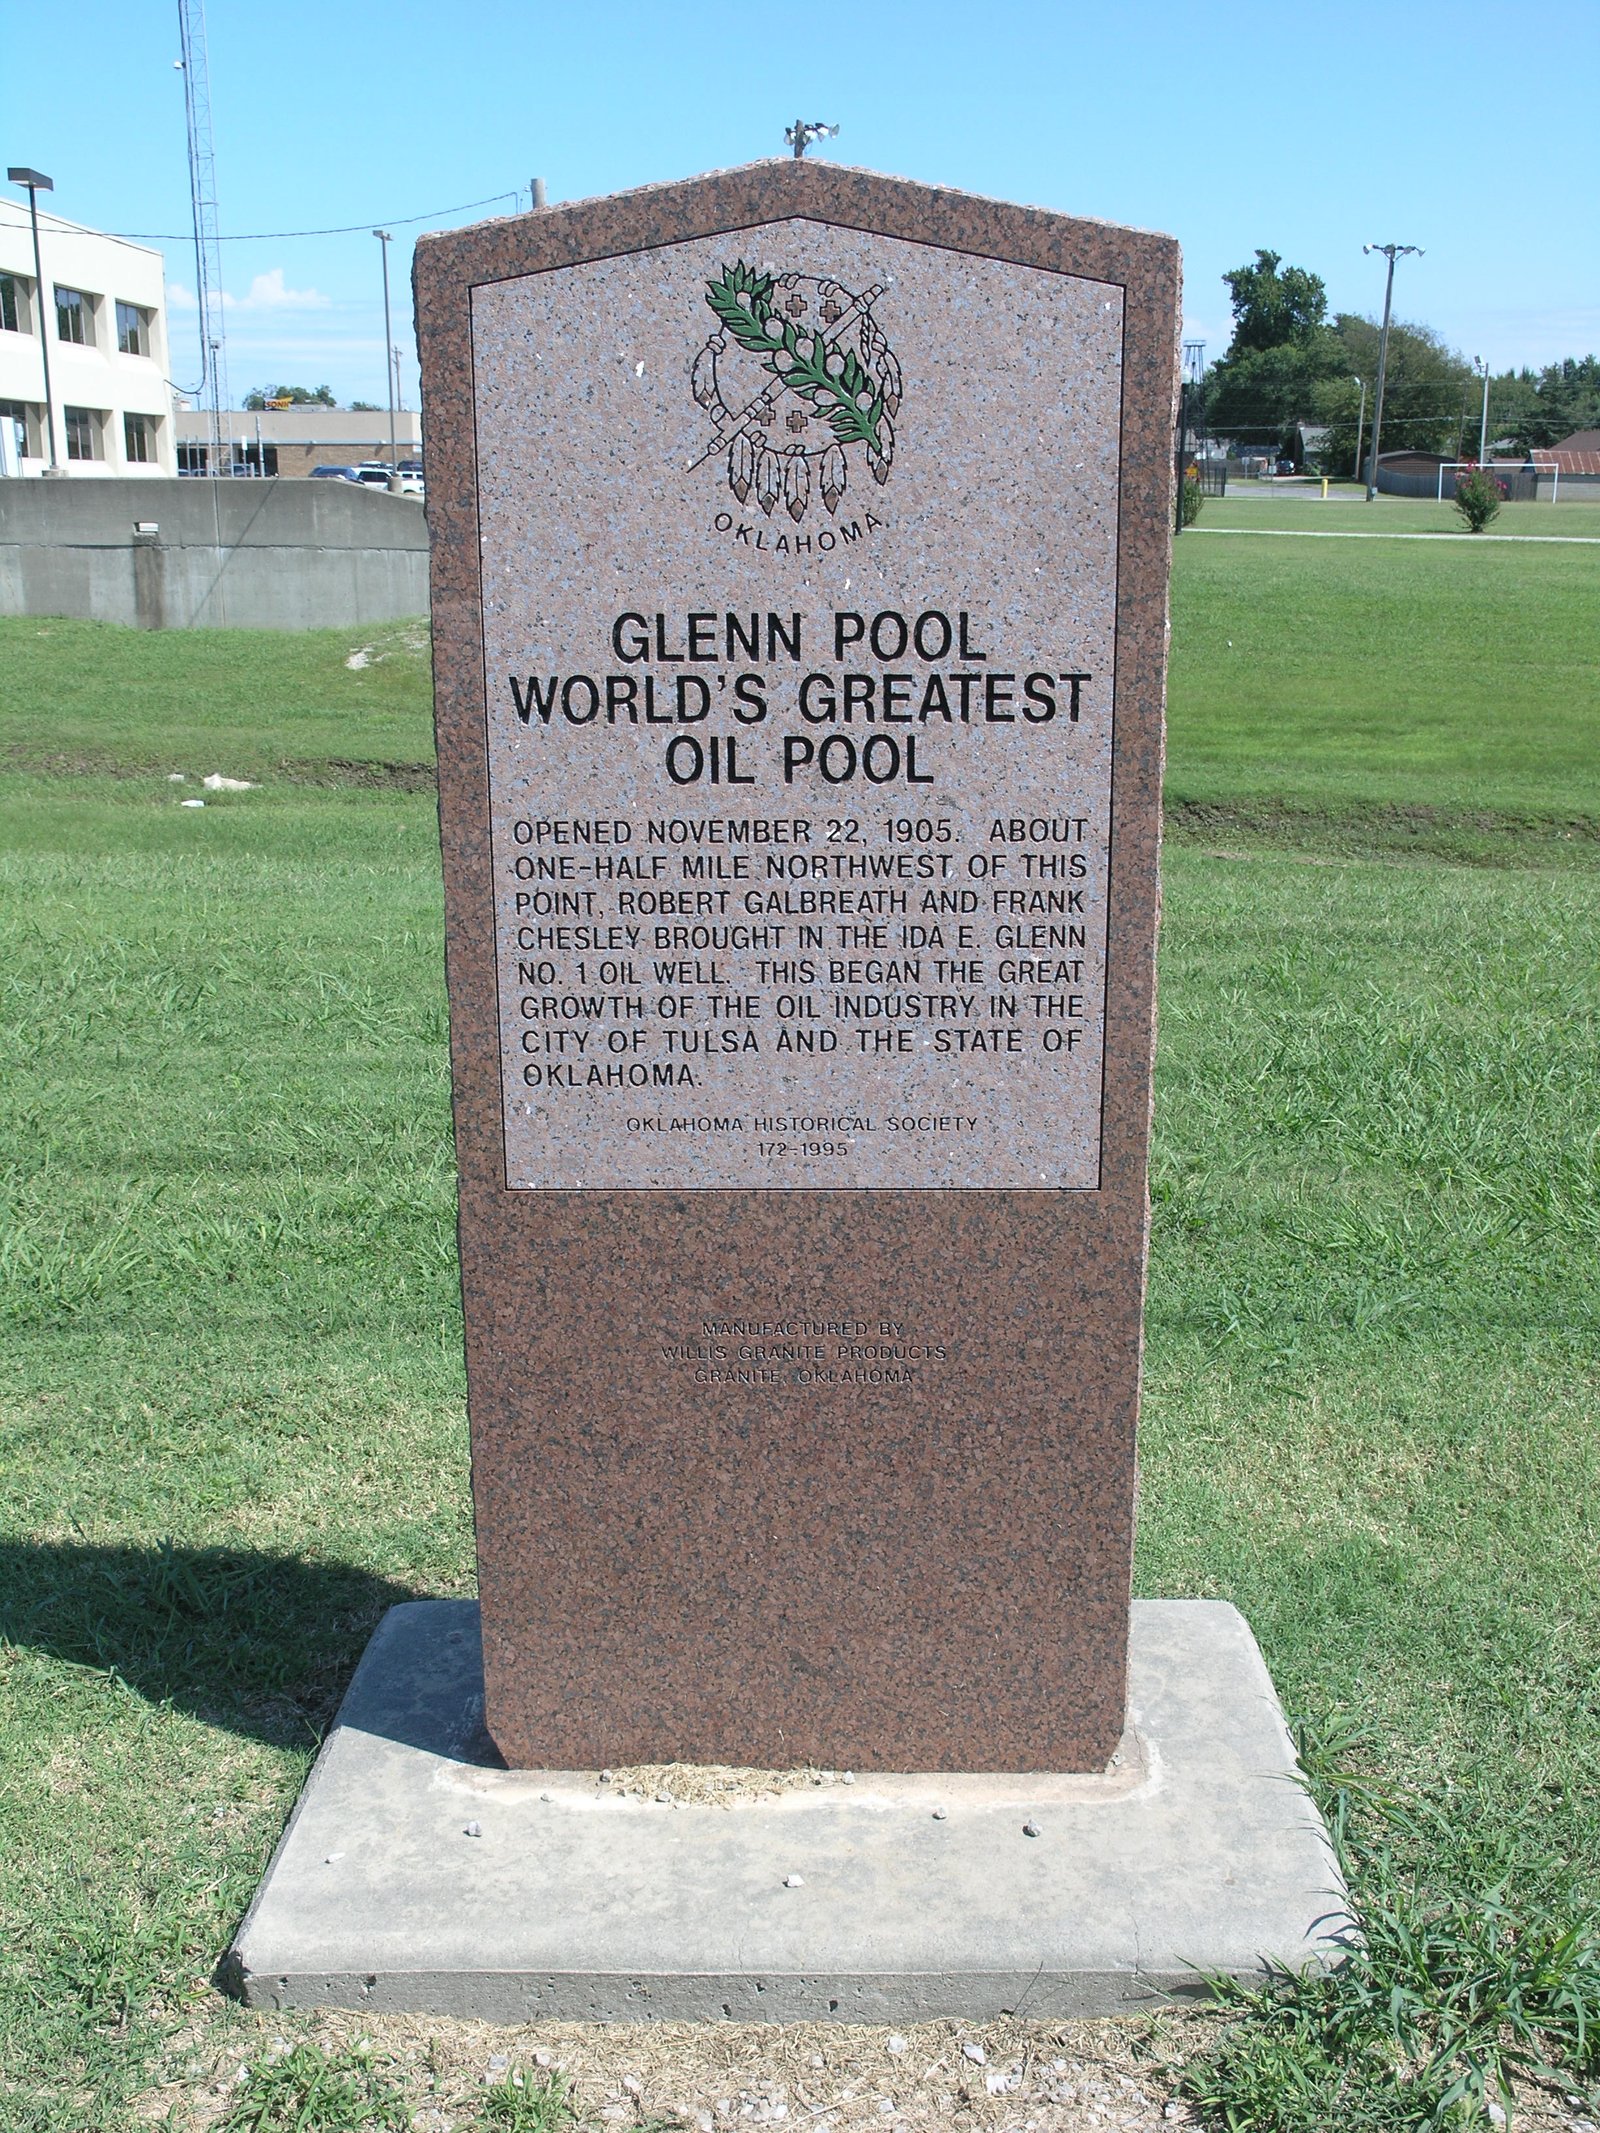 SONIC
OKLAHOMA
GLENN POOL
WORLD'S GREATEST
OIL POOL
OPENED NOVEMBER 22, 1905. ABOUT
ONE-HALF MILE NORTHWEST OF THIS
POINT, ROBERT GALBREATH AND FRANK
CHESLEY BROUGHT IN THE IDA E. GLENN
NO. 1 OIL WELL. THIS BEGAN THE GREAT
GROWTH OF THE OIL INDUSTRY IN THE
CITY OF TULSA AND THE STATE OF
OKLAHOMA.
OKLAHOMA HISTORICAL SOCIETY
172-1995
MANUFACTURED BY
WILLIS GRANITE PRODUCTS
GRANITE, OKLAHOMA